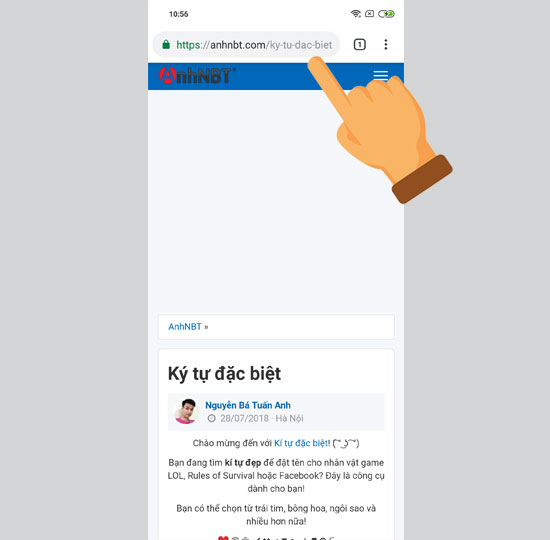 10:56
https://anhnbt.com/ky-tu-dac-biet
1
AnhNBT
AnhNBT »
Ký tự đặc biệt
Nguyễn Bá Tuấn Anh
28/07/2018 · Hà Nội
Chào mừng đến với Kí tự đặc biệt! (͡° ͜ʖ ͡°)
Bạn đang tìm kí tự đẹp để đặt tên cho nhân vật game
LOL, Rules of Survival hoặc Facebook? Đây là công cụ
dành cho bạn!
Bạn có thể chọn từ trái tim, bông hoa, ngôi sao và
nhiều hơn nữa!